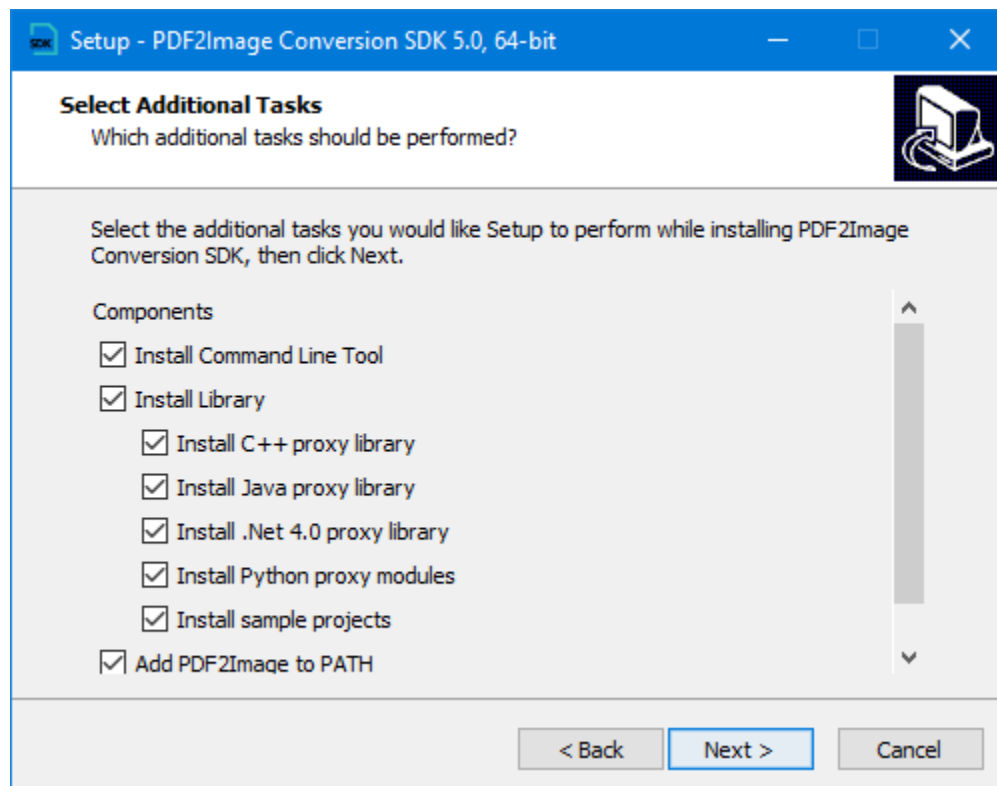 SDK
Setup - PDF2Image Conversion SDK 5.0, 64-bit
Select Additional Tasks
Which additional tasks should be performed?
Select the additional tasks you would like Setup to perform while installing PDF2Image
Conversion SDK, then click Next.
Components
Install Command Line Tool
Install Library
Install C++ proxy library
Install Java proxy library
Install .Net 4.0 proxy library
Install Python proxy modules
Install sample projects
Add PDF2Image to PATH
< Back
Next >
Cancel